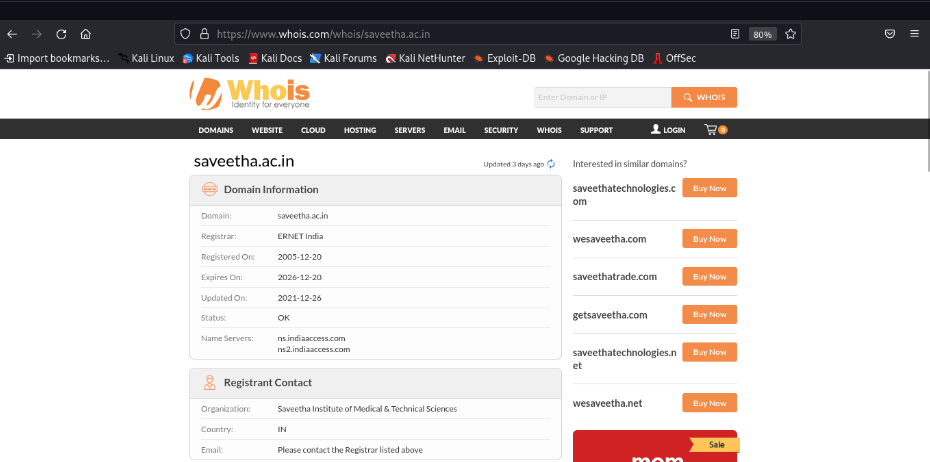 https://www.whois.com/whois/saveetha.ac.in
80%
Import bookmarks... Kali Linux Kali Tools Kali Docs Kali Forums Kali NetHunter Exploit-DB Google Hacking DB OffSec
Whois
Identity for everyone
Enter Domain or IP
WHOIS
DOMAINS WEBSITE CLOUD HOSTING SERVERS EMAIL SECURITY WHOIS SUPPORT LOGIN 0
saveetha.ac.in
Updated 3 days ago
Domain Information
Domain: saveetha.ac.in
Registrar: ERNET India
Registered On: 2005-12-20
Expires On: 2026-12-20
Updated On: 2021-12-26
Status: OK
Name Servers: ns.indiaaccess.com
ns2.indiaaccess.com
Registrant Contact
Organization: Saveetha Institute of Medical & Technical Sciences
Country: IN
Email: Please contact the Registrar listed above
Interested in similar domains?
saveethatechnologies.c
om
Buy Now
wesaveetha.com Buy Now
saveethatrade.com Buy Now
getsaveetha.com Buy Now
saveethatechnologies.n
et
Buy Now
wesaveetha.net Buy Now
Sale
mom